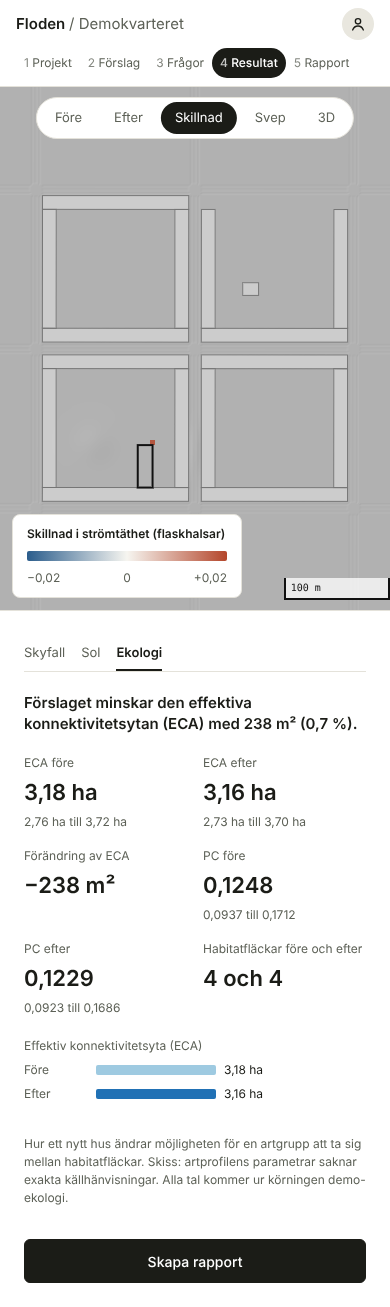 Floden / Demokvarteret
1 Projekt 2 Förslag 3 Frågor 4 Resultat 5 Rapport
Före Efter Skillnad Svep 3D
Skillnad i strömtäthet (flaskhalsar)
−0,02 0 +0,02
100 m
Skyfall Sol Ekologi
Förslaget minskar den effektiva
konnektivitetsytan (ECA) med 238 m² (0,7 %).
ECA före ECA efter
3,18 ha 3,16 ha
2,76 ha till 3,72 ha 2,73 ha till 3,70 ha
Förändring av ECA PC före
−238 m² 0,1248
0,0937 till 0,1712
PC efter Habitatfläckar före och efter
0,1229 4 och 4
0,0923 till 0,1686
Effektiv konnektivitetsyta (ECA)
Före 3,18 ha
Efter 3,16 ha
Hur ett nytt hus ändrar möjligheten för en artgrupp att ta sig
mellan habitatfläckar. Skiss: artprofilens parametrar saknar
exakta källhänvisningar. Alla tal kommer ur körningen demo-
ekologi.
Skapa rapport